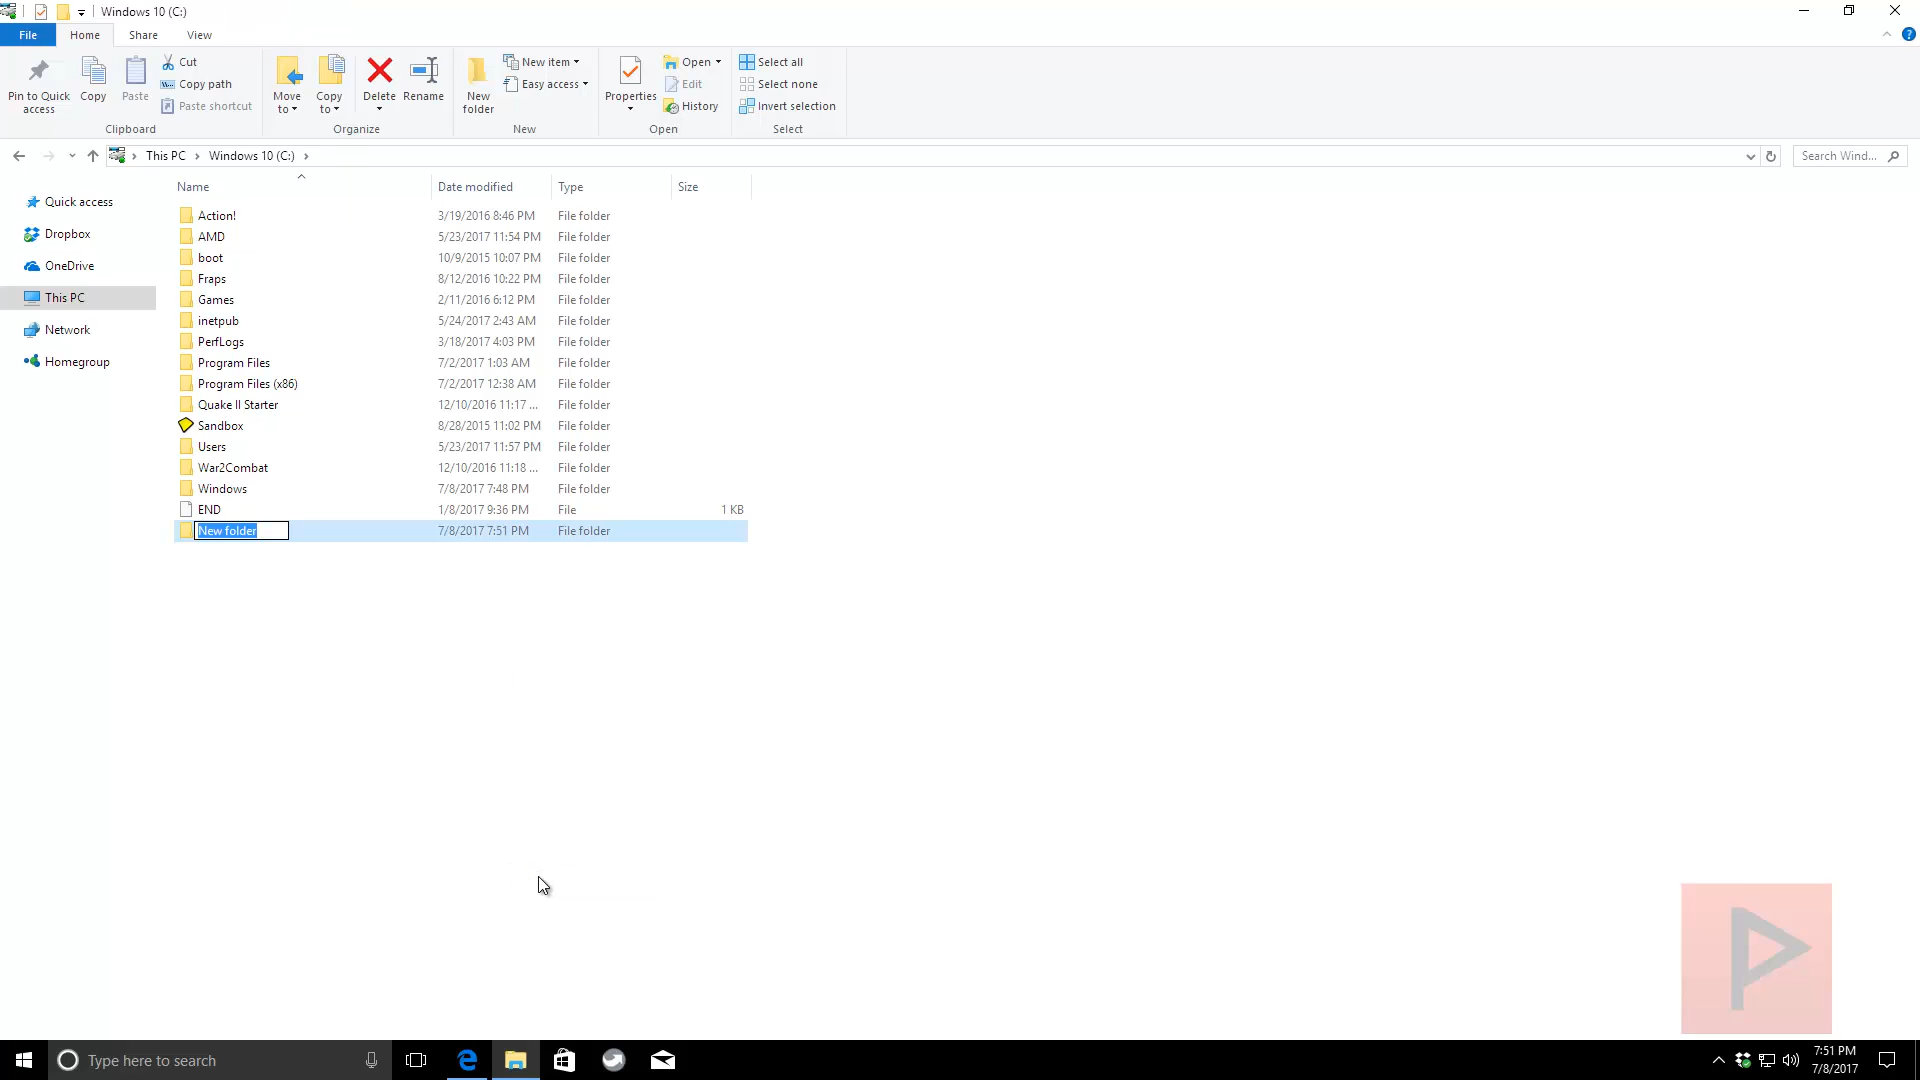 Windows 10 (C:)
File Home Share View
Pin to Quick access
Copy
Paste
Cut
Copy path
Paste shortcut
Clipboard
Move to
Copy to
Delete
Rename
Organize
New folder
New item
Easy access
New
Properties
Open
Edit
History
Open
Select all
Select none
Invert selection
Select
This PC Windows 10 (C:)
Search Wind...
Quick access
Dropbox
OneDrive
This PC
Network
Homegroup
Name Date modified Type Size
Action! 3/19/2016 8:46 PM File folder
AMD 5/23/2017 11:54 PM File folder
boot 10/9/2015 10:07 PM File folder
Fraps 8/12/2016 10:22 PM File folder
Games 2/11/2016 6:12 PM File folder
inetpub 5/24/2017 2:43 AM File folder
PerfLogs 3/18/2017 4:03 PM File folder
Program Files 7/2/2017 1:03 AM File folder
Program Files (x86) 7/2/2017 12:38 AM File folder
Quake II Starter 12/10/2016 11:17 ... File folder
Sandbox 8/28/2015 11:02 PM File folder
Users 5/23/2017 11:57 PM File folder
War2Combat 12/10/2016 11:18 ... File folder
Windows 7/8/2017 7:48 PM File folder
END 1/8/2017 9:36 PM File 1 KB
New folder 7/8/2017 7:51 PM File folder
Type here to search
7:51 PM
7/8/2017